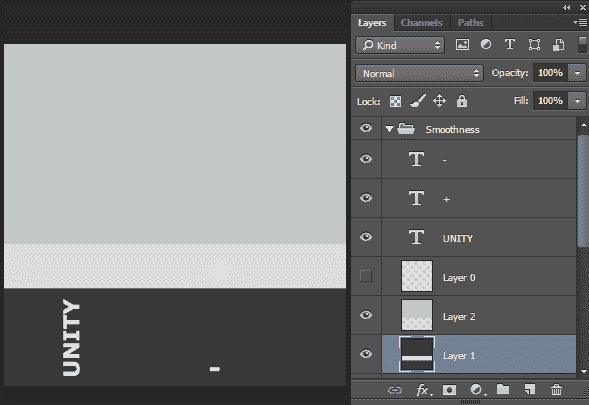 UNITY
-
Layers Channels Paths
Kind
Normal Opacity: 100%
Lock: Fill: 100%
Smoothness
T -
T +
T UNITY
Layer 0
Layer 2
Layer 1
fx